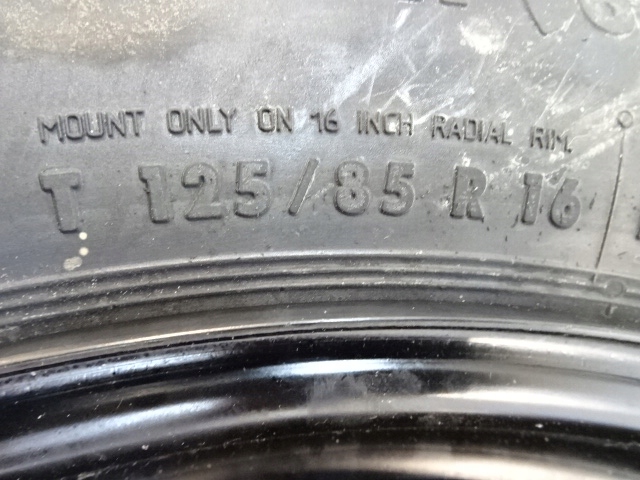 MOUNT ONLY ON 16 INCH RADIAL RIM.
T 125/85 R 16